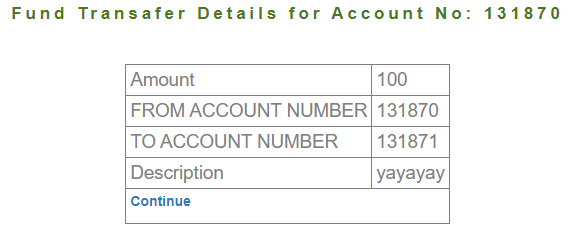 Fund Transafer Details for Account No: 131870
Amount 100
FROM ACCOUNT NUMBER 131870
TO ACCOUNT NUMBER 131871
Description yayayay
Continue